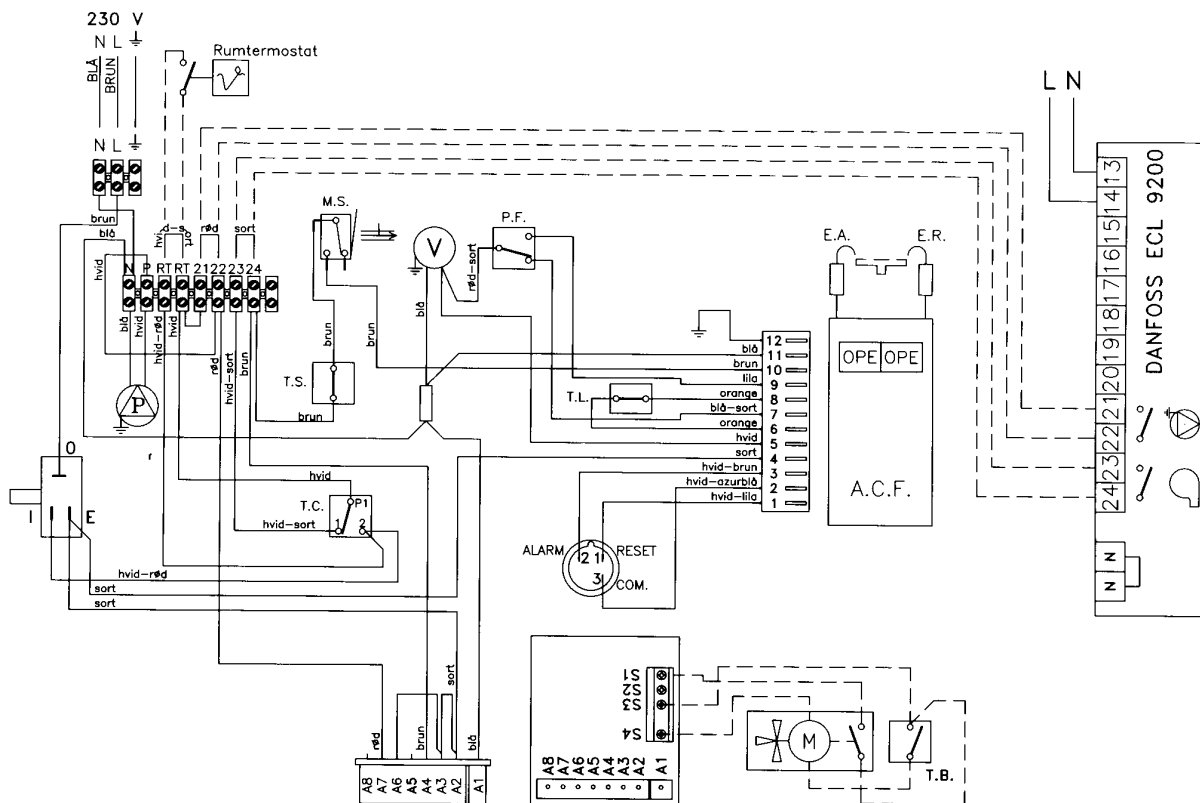 230 V
N L
BLÅ
BRUN
Rumtermostat
N L
brun
blå
hvid
hvid
rød-s
sort
rød
sort
N P RT RT 21 22 23 24
blå
hvid
hvid-rød
hvid
rød
hvid-sort
brun
P
M.S.
brun
brun
T.S.
brun
V
blå
rød-sort
P.F.
T.L.
blå
brun
lila
orange
blå-sort
orange
hvid
sort
hvid-brun
hvid-azurblå
hvid-lila
12
11
10
9
8
7
6
5
4
3
2
1
E.A.
E.R.
OPE OPE
A.C.F.
L N
13
14
15
16
17
18
19
20
21
22
23
24
N
N
DANFOSS ECL 9200
O
I
E
hvid
T.C.
P1
1
2
hvid-sort
hvid-rød
sort
sort
ALARM
2 1
3
RESET
COM.
rød
brun
sort
blå
A8 A7 A6 A5 A4 A3 A2 A1
S1
S2
S3
S4
A8 A7 A6 A5 A4 A3 A2 A1
M
T.B.